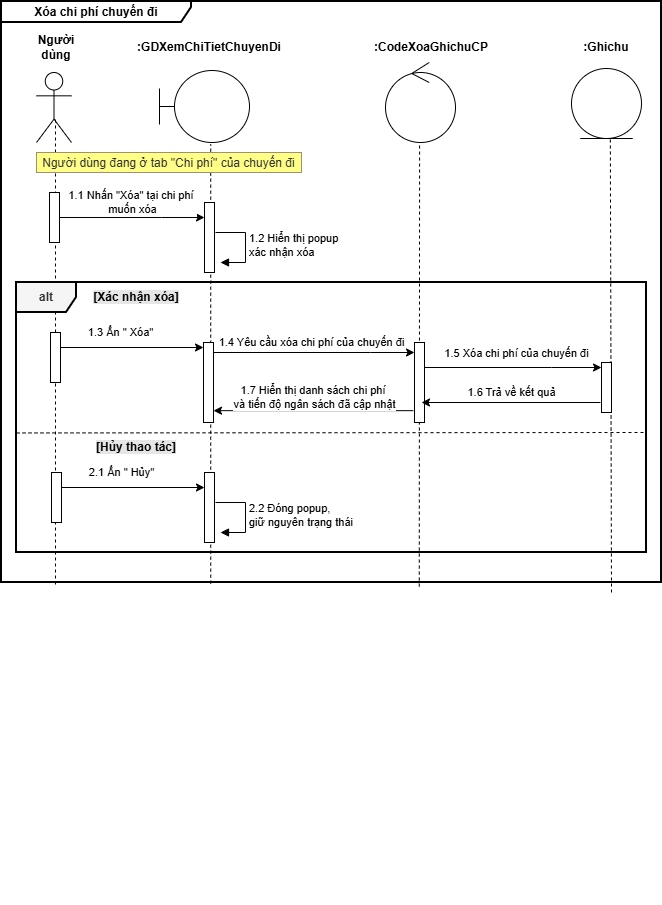 Xóa chi phí chuyến đi
Người
dùng
:GDXemChiTietChuyenDi
:CodeXoaGhichuCP
:Ghichu
Người dùng đang ở tab "Chi phí" của chuyến đi
1.1 Nhấn "Xóa" tại chi phí
muốn xóa
1.2 Hiển thị popup
xác nhận xóa
alt
[Xác nhận xóa]
1.3 Ấn " Xóa"
1.4 Yêu cầu xóa chi phí của chuyến đi
1.5 Xóa chi phí của chuyến đi
1.6 Trả về kết quả
1.7 Hiển thị danh sách chi phí
và tiến độ ngân sách đã cập nhật
[Hủy thao tác]
2.1 Ấn " Hủy"
2.2 Đóng popup,
giữ nguyên trạng thái